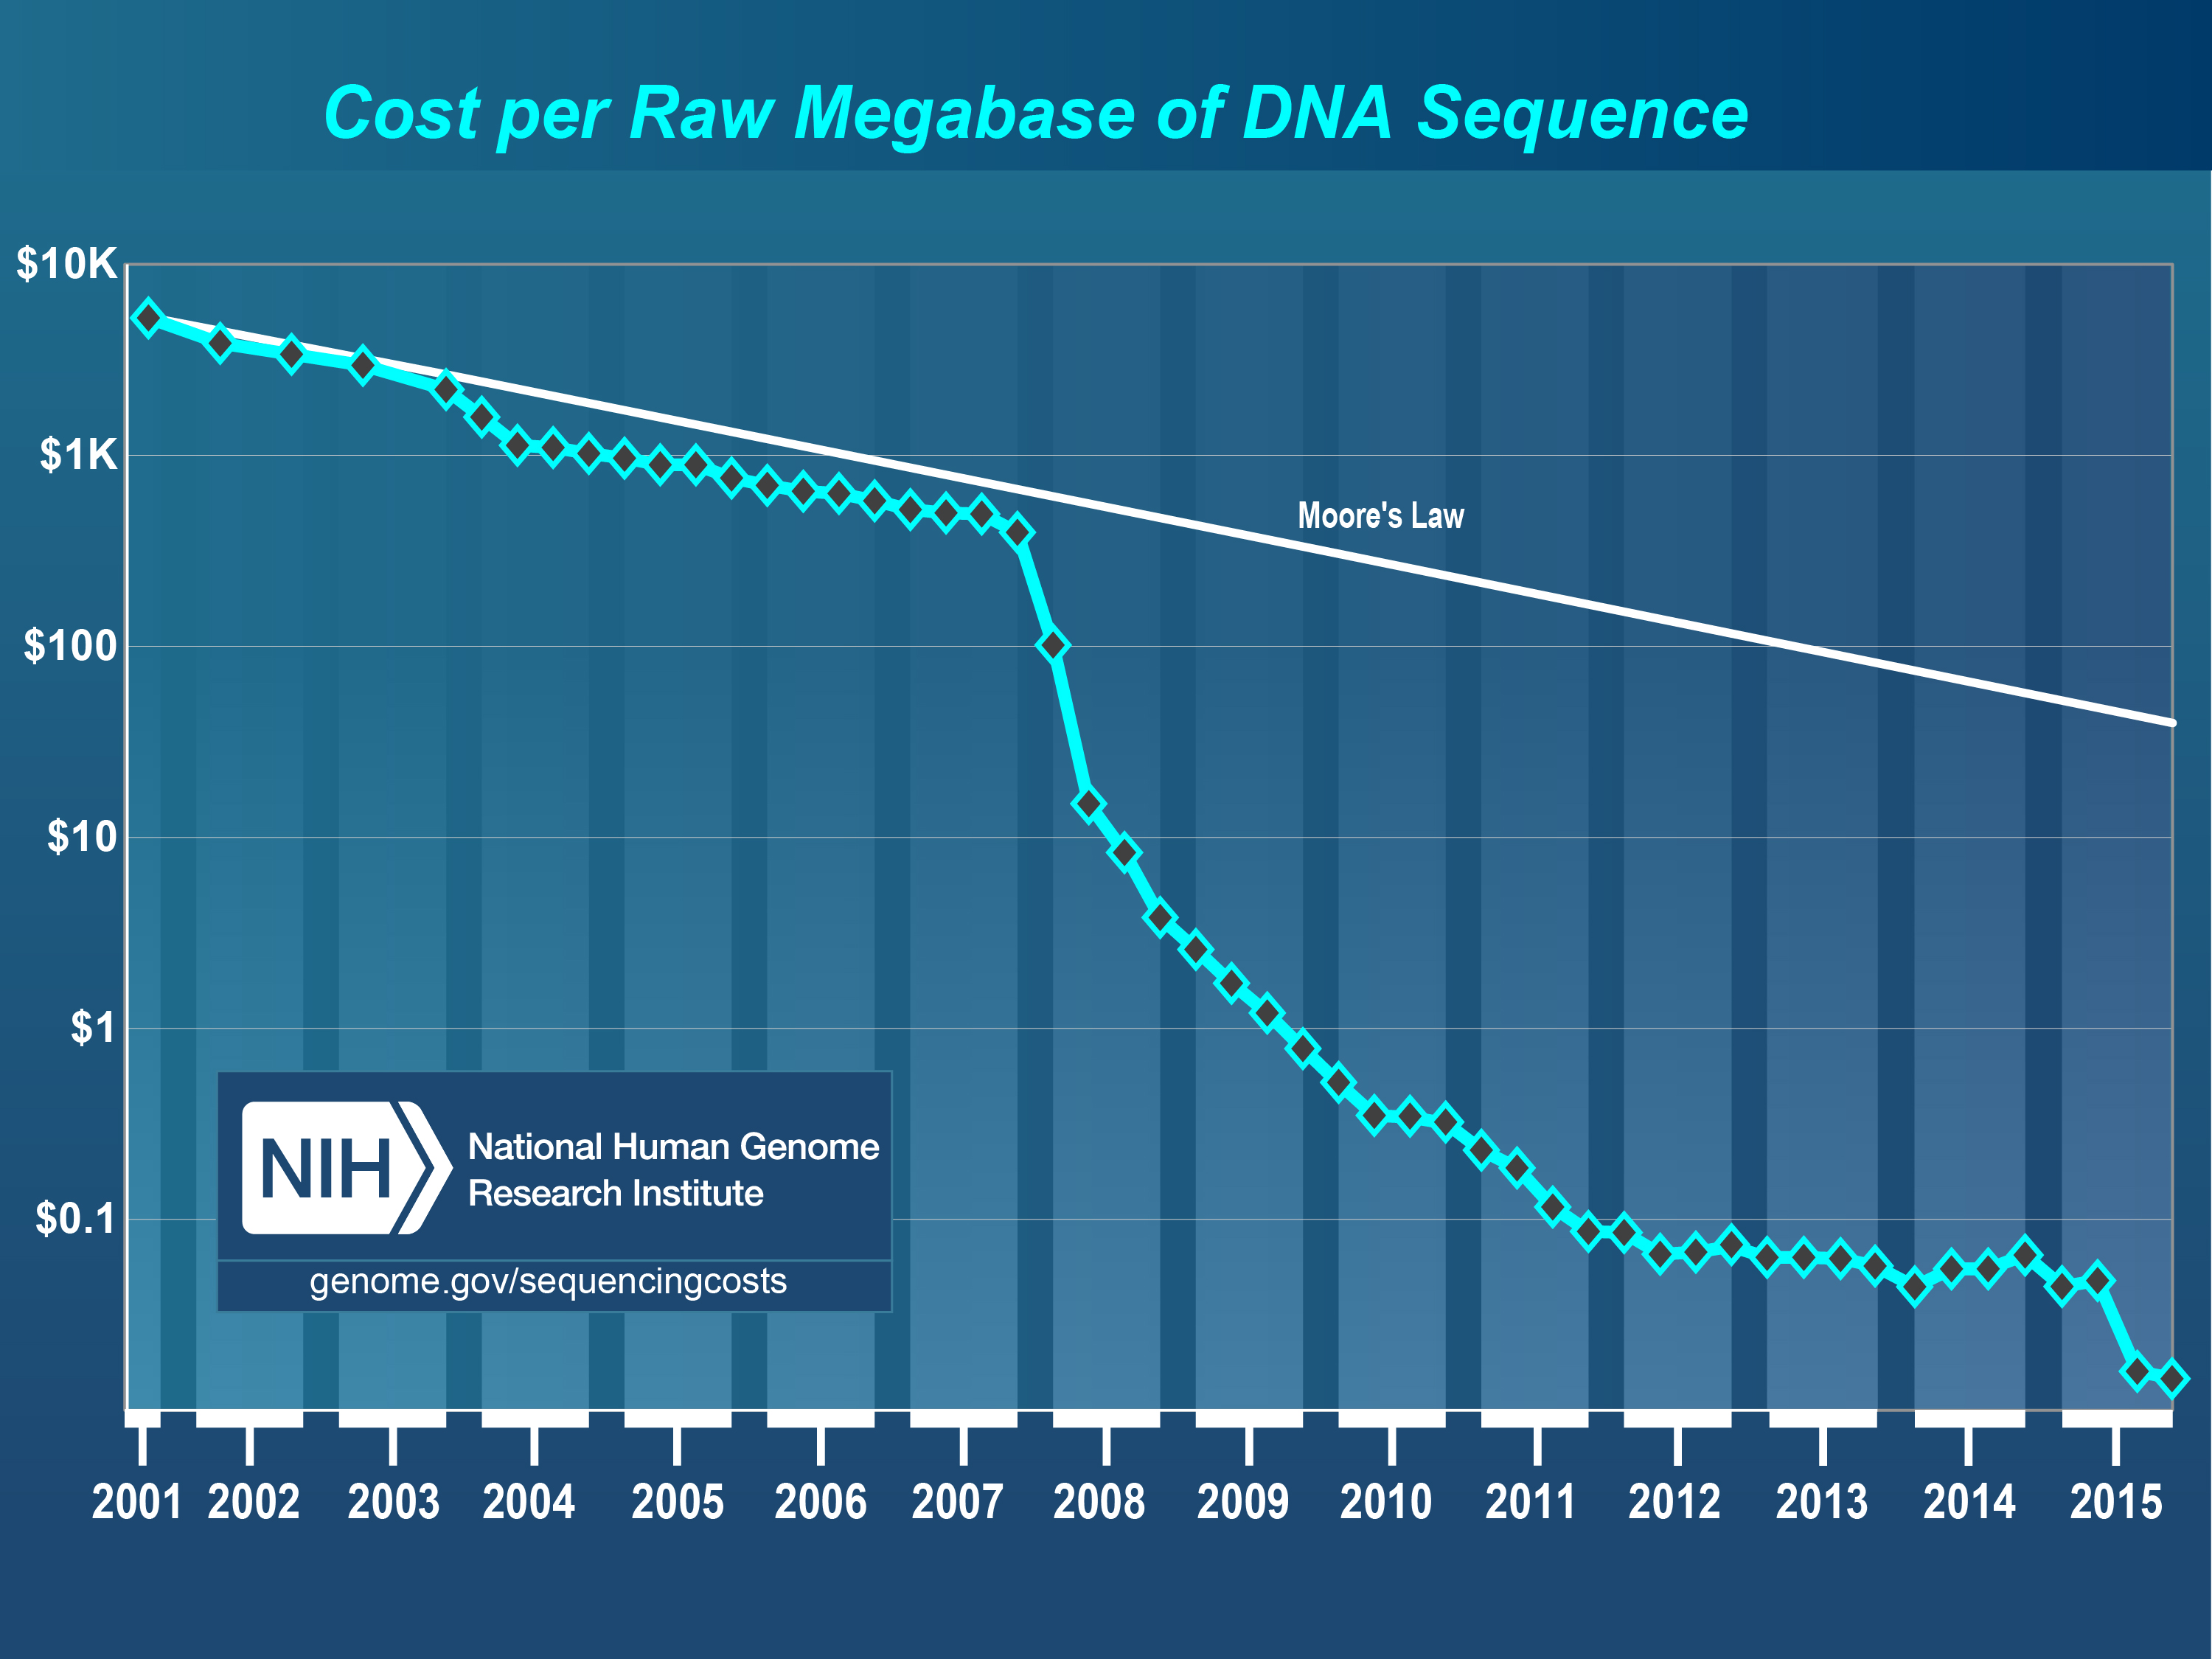 Cost per Raw Megabase of DNA Sequence
$10K
$1K
$100
$10
$1
$0.1
Moore's Law
NIH
National Human Genome
Research Institute
genome.gov/sequencingcosts
2001 2002 2003 2004 2005 2006 2007 2008 2009 2010 2011 2012 2013 2014 2015